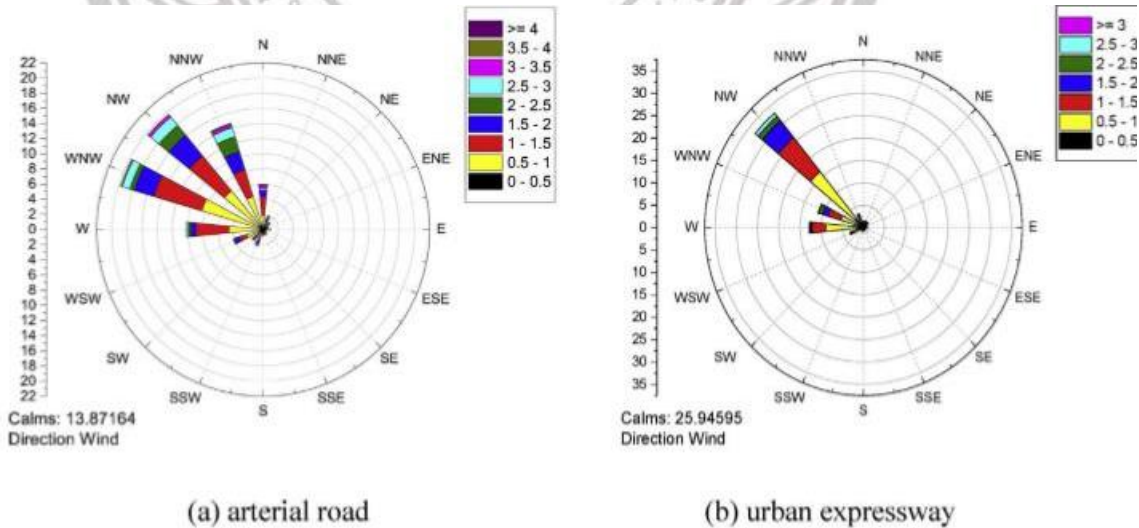 >= 4
3.5 - 4
3 - 3.5
2.5 - 3
2 - 2.5
1.5 - 2
1 - 1.5
0.5 - 1
0 - 0.5
22
20
18
16
14
12
10
8
6
4
2
0
2
4
6
8
10
12
14
16
18
20
22
N
NNE
NE
ENE
E
ESE
SE
SSE
S
SSW
SW
WSW
W
WNW
NW
NNW
Calms: 13.87164
Direction Wind
(a) arterial road
>= 3
2.5 - 3
2 - 2.5
1.5 - 2
1 - 1.5
0.5 - 1
0 - 0.5
35
30
25
20
15
10
5
0
5
10
15
20
25
30
35
N
NNE
NE
ENE
E
ESE
SE
SSE
S
SSW
SW
WSW
W
WNW
NW
NNW
Calms: 25.94595
Direction Wind
(b) urban expressway